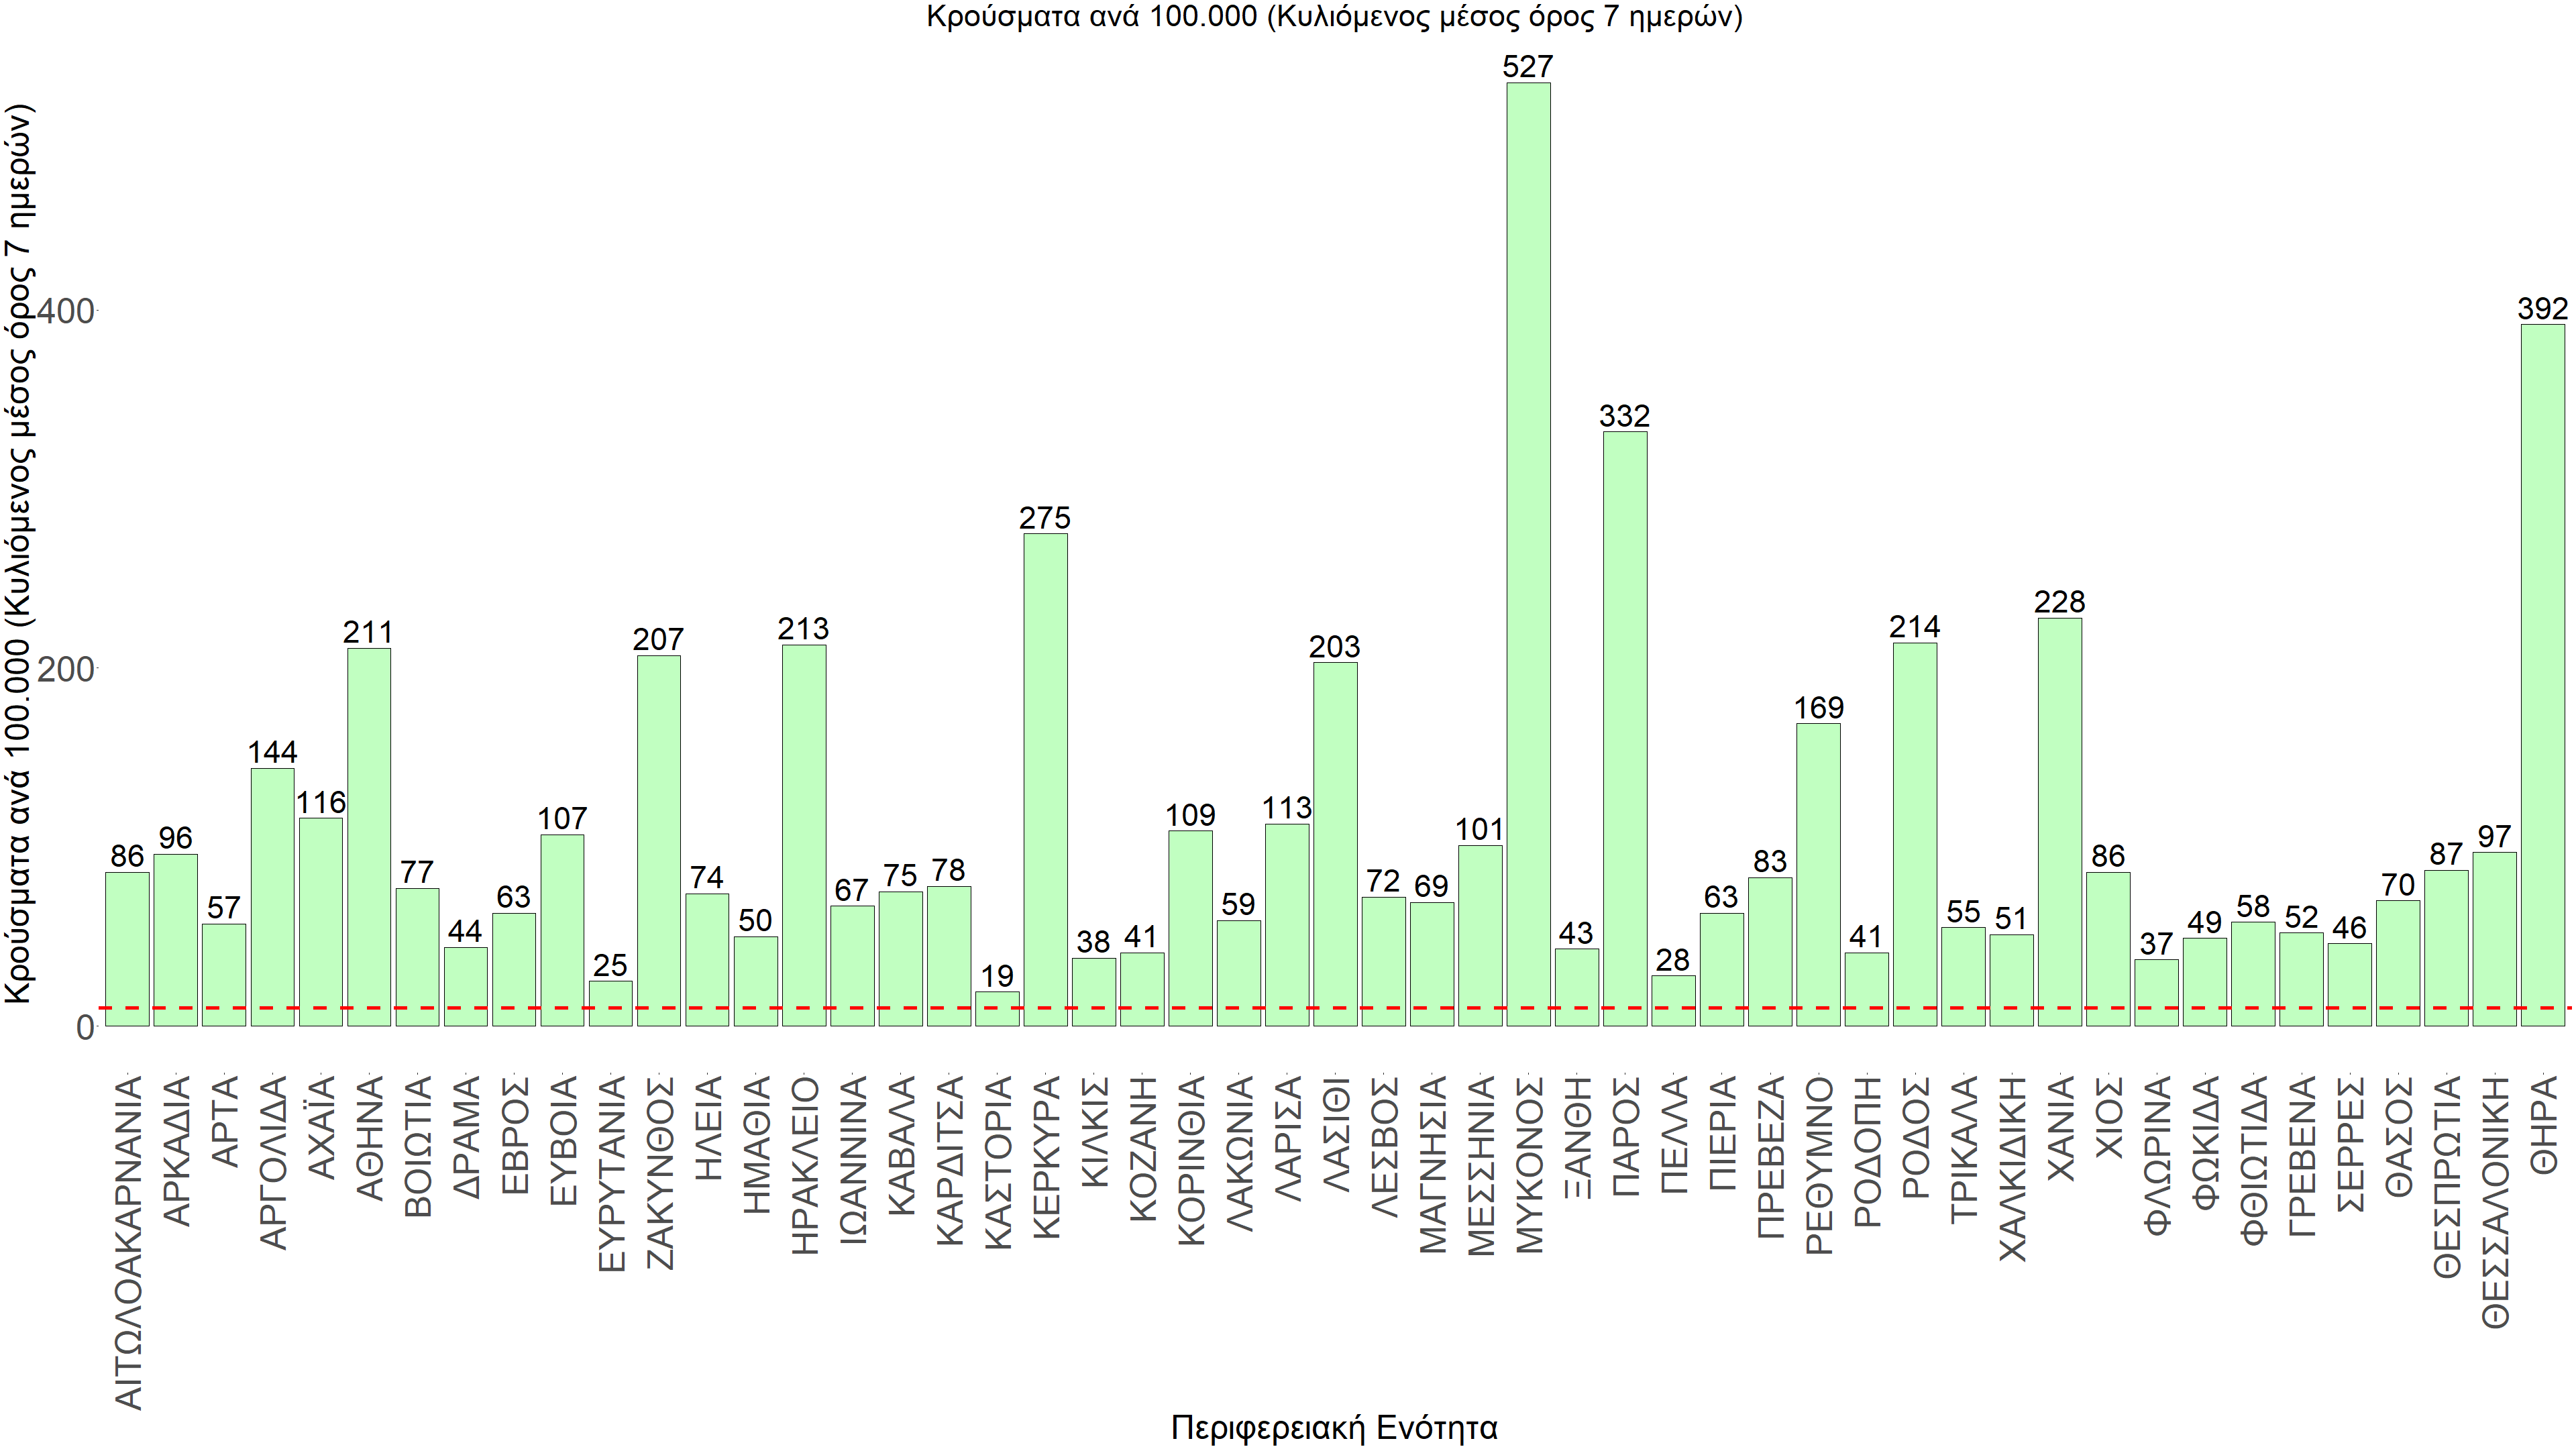 Κρούσματα ανά 100.000 (Κυλιόμενος μέσος όρος 7 ημερών)
Κρούσματα ανά 100.000 (Κυλιόμενος μέσος όρος 7 ημερών)
400
200
0
86
96
57
144
116
211
77
44
63
107
25
207
74
50
213
67
75
78
19
275
38
41
109
59
113
203
72
69
101
527
43
332
28
63
83
169
41
214
55
51
228
86
37
49
58
52
46
70
87
97
392
ΑΙΤΩΛΟΑΚΑΡΝΑΝΙΑ
ΑΡΚΑΔΙΑ
ΑΡΤΑ
ΑΡΓΟΛΙΔΑ
ΑΧΑΪΑ
ΑΘΗΝΑ
ΒΟΙΩΤΙΑ
ΔΡΑΜΑ
ΕΒΡΟΣ
ΕΥΒΟΙΑ
ΕΥΡΥΤΑΝΙΑ
ΖΑΚΥΝΘΟΣ
ΗΛΕΙΑ
ΗΜΑΘΙΑ
ΗΡΑΚΛΕΙΟ
ΙΩΑΝΝΙΝΑ
ΚΑΒΑΛΑ
ΚΑΡΔΙΤΣΑ
ΚΑΣΤΟΡΙΑ
ΚΕΡΚΥΡΑ
ΚΙΛΚΙΣ
ΚΟΖΑΝΗ
ΚΟΡΙΝΘΙΑ
ΛΑΚΩΝΙΑ
ΛΑΡΙΣΑ
ΛΑΣΙΘΙ
ΛΕΣΒΟΣ
ΜΑΓΝΗΣΙΑ
ΜΕΣΣΗΝΙΑ
ΜΥΚΟΝΟΣ
ΞΑΝΘΗ
ΠΑΡΟΣ
ΠΕΛΛΑ
ΠΙΕΡΙΑ
ΠΡΕΒΕΖΑ
ΡΕΘΥΜΝΟ
ΡΟΔΟΠΗ
ΡΟΔΟΣ
ΤΡΙΚΑΛΑ
ΧΑΛΚΙΔΙΚΗ
ΧΑΝΙΑ
ΧΙΟΣ
ΦΛΩΡΙΝΑ
ΦΩΚΙΔΑ
ΦΘΙΩΤΙΔΑ
ΓΡΕΒΕΝΑ
ΣΕΡΡΕΣ
ΘΑΣΟΣ
ΘΕΣΠΡΩΤΙΑ
ΘΕΣΣΑΛΟΝΙΚΗ
ΘΗΡΑ
Περιφερειακή Ενότητα